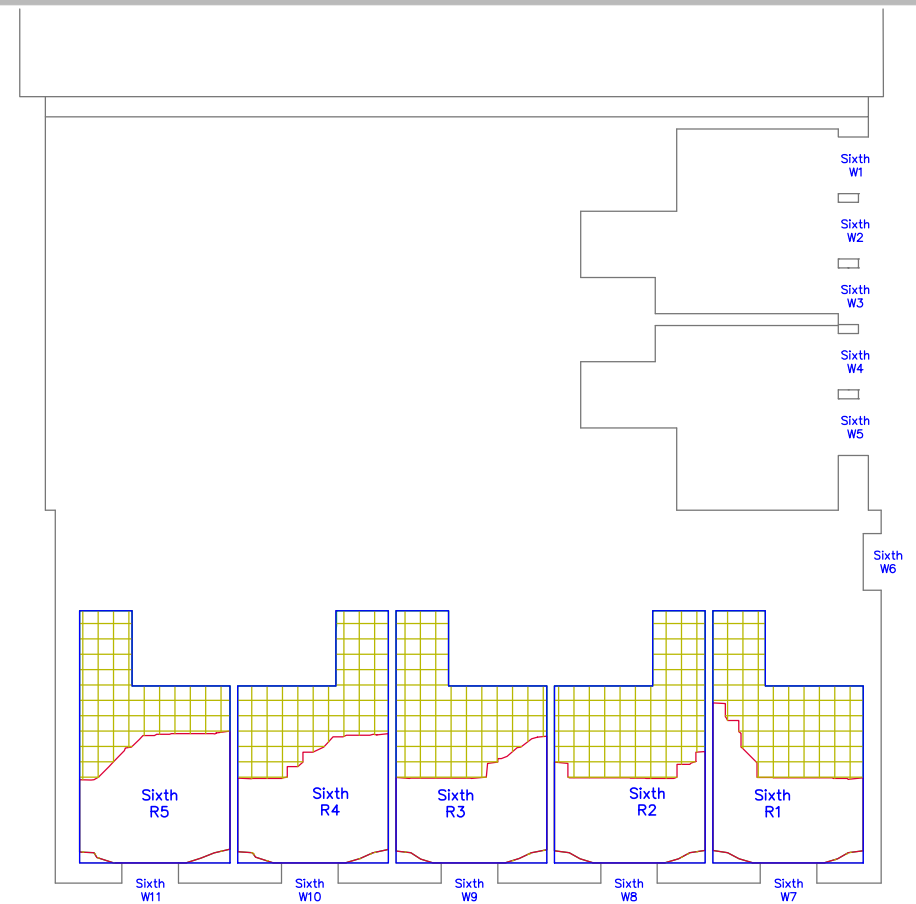 Sixth
W1
Sixth
W2
Sixth
W3
Sixth
W4
Sixth
W5
Sixth
W6
Sixth
R5
Sixth
R4
Sixth
R3
Sixth
R2
Sixth
R1
Sixth
W11
Sixth
W10
Sixth
W9
Sixth
W8
Sixth
W7